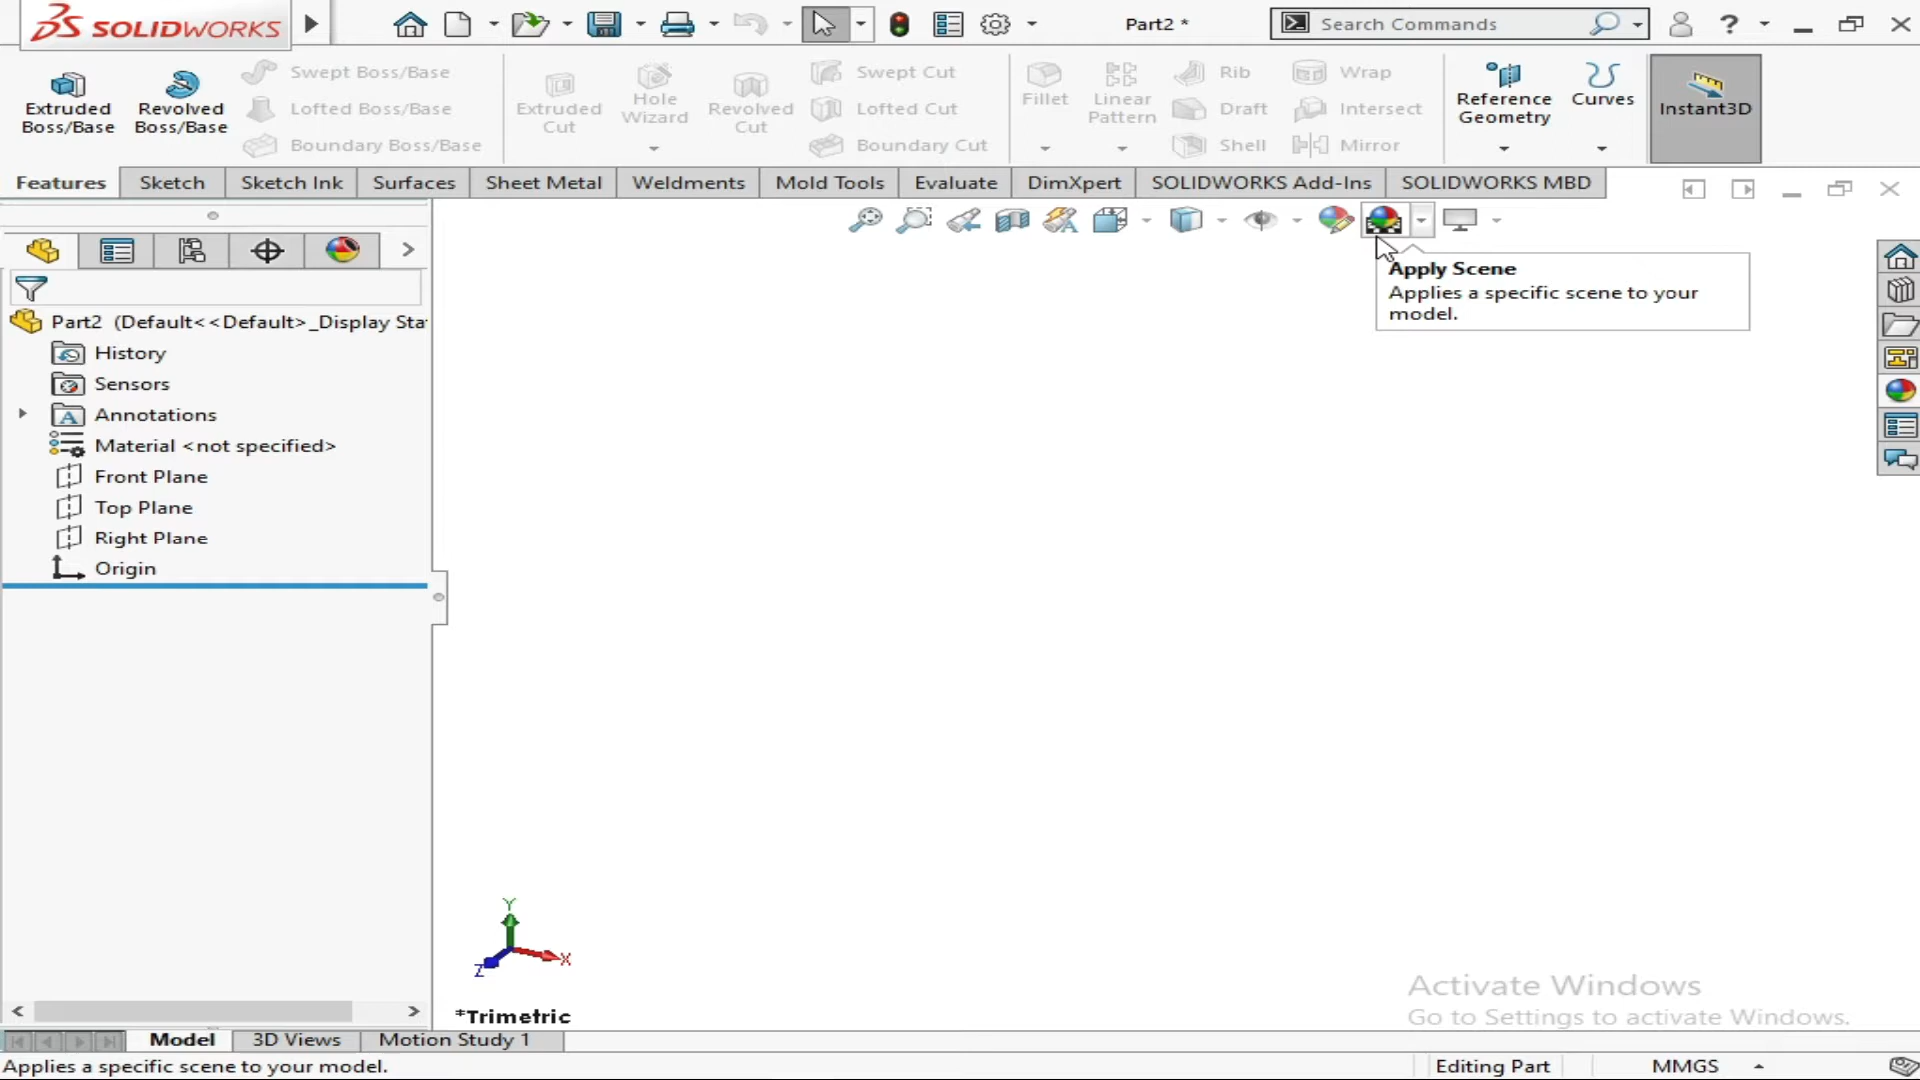 SOLIDWORKS
Part2 *
Search Commands
?
Extruded
Boss/Base
Revolved
Boss/Base
Swept Boss/Base
Lofted Boss/Base
Boundary Boss/Base
Extruded
Cut
Hole
Wizard
Revolved
Cut
Swept Cut
Lofted Cut
Boundary Cut
Fillet
Linear
Pattern
Rib
Draft
Shell
Wrap
Intersect
Mirror
Reference
Geometry
Curves
Instant3D
Features
Sketch
Sketch Ink
Surfaces
Sheet Metal
Weldments
Mold Tools
Evaluate
DimXpert
SOLIDWORKS Add-Ins
SOLIDWORKS MBD
Apply Scene
Applies a specific scene to your
model.
Part2 (Default<<Default>_Display Sta
History
Sensors
A Annotations
Material <not specified>
Front Plane
Top Plane
Right Plane
Origin
Y
X
Z
*Trimetric
Activate Windows
Go to Settings to activate Windows.
Model
3D Views
Motion Study 1
Applies a specific scene to your model.
Editing Part
MMGS